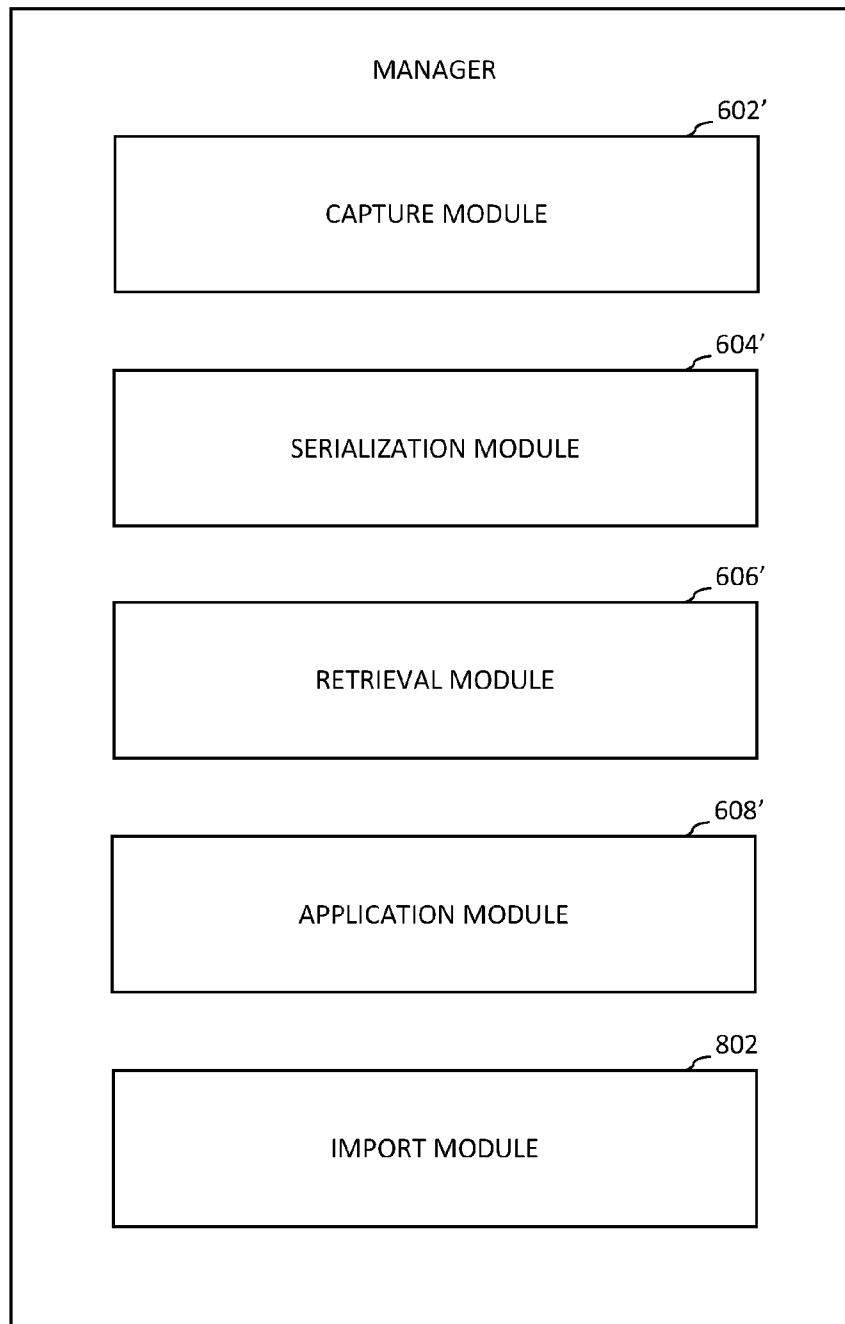 MANAGER
602’
CAPTURE MODULE
604’
SERIALIZATION MODULE
606’
RETRIEVAL MODULE
608’
APPLICATION MODULE
802
IMPORT MODULE